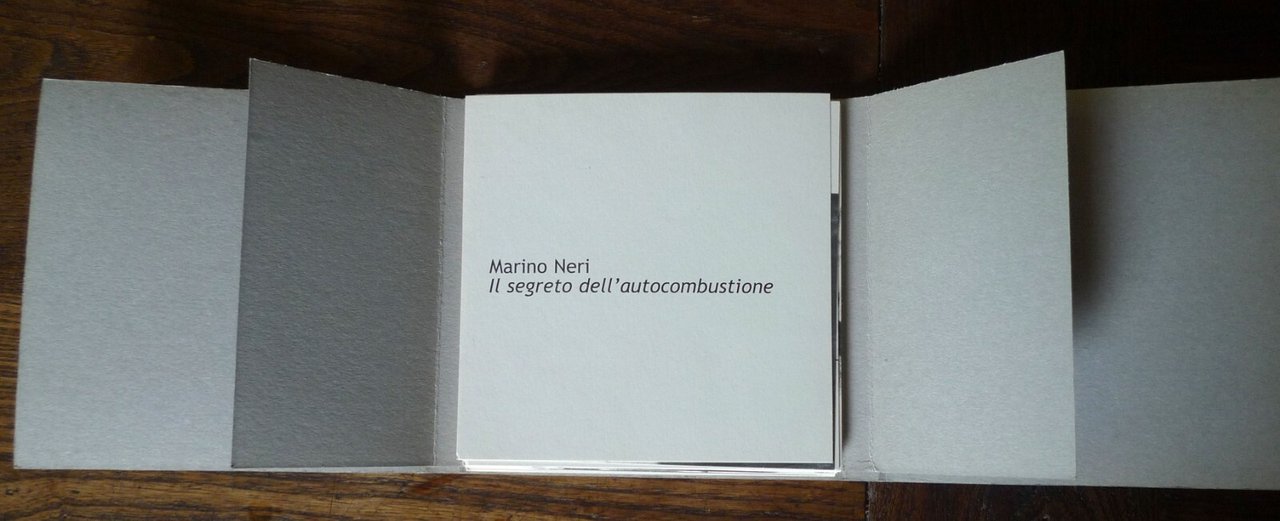 Marino Neri
Il segreto dell’autocombustione